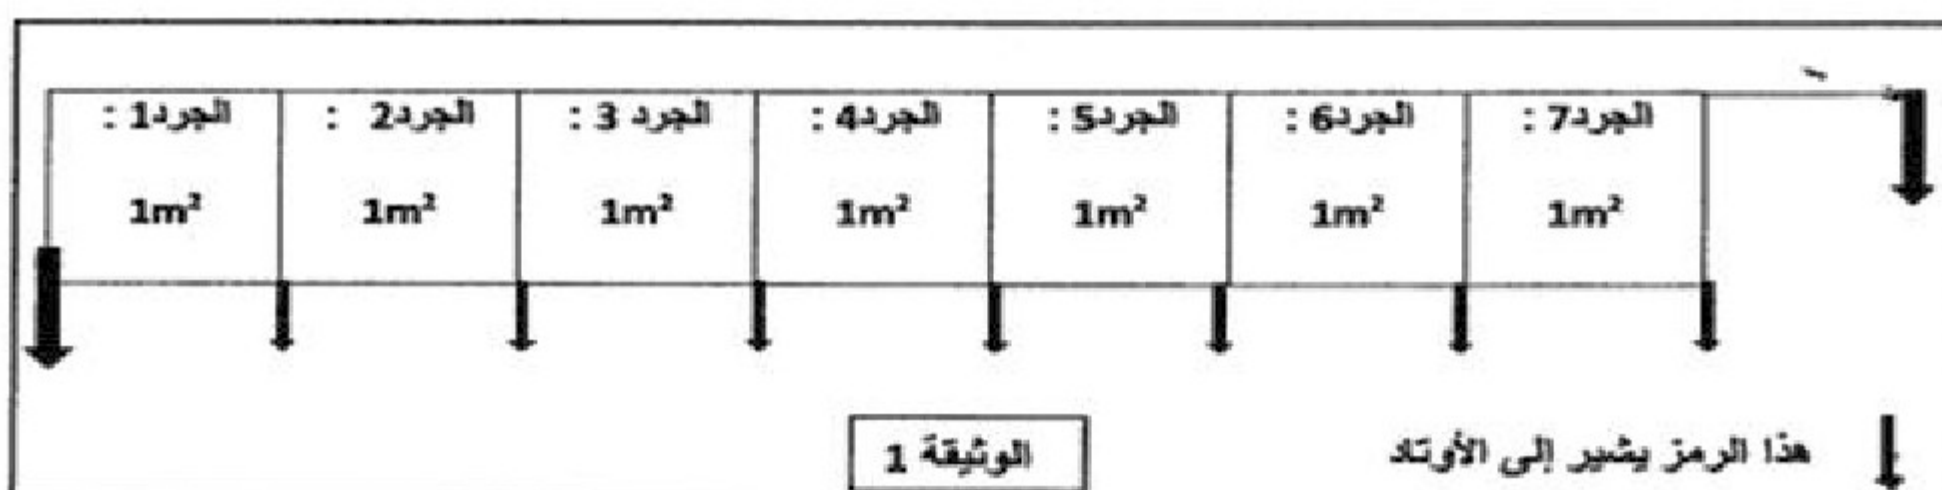 الجرد1 :
الجرد2 :
الجرد 3 :
الجرد4 :
الجرد5 :
الجرد6 :
الجرد7 :
1m²
1m²
1m²
1m²
1m²
1m²
1m²
هذا الرمز يشير إلى الأوتاد
الوثيقة 1